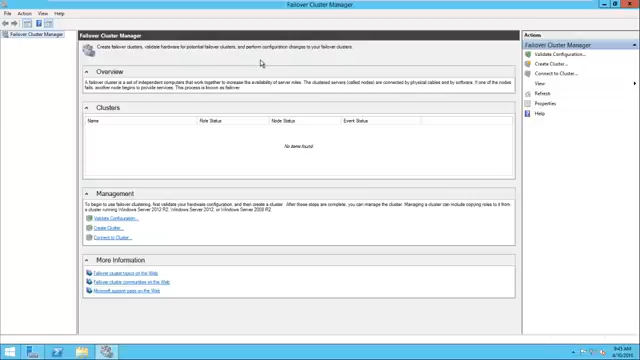 Failover Cluster Manager
File Action View Help
Failover Cluster Manager
Failover Cluster Manager
Create failover clusters, validate hardware for potential failover clusters, and perform configuration changes to your failover clusters.
Overview
A failover cluster is a set of independent computers that work together to increase the availability of server roles. The clustered servers (called nodes) are connected by physical cables and by software. If one of the nodes
fails, another node begins to provide services. This process is known as failover
Clusters
Name Role Status Node Status Event Status
No items found
Management
To begin to use failover clustering, first validate your hardware configuration, and then create a cluster. After these steps are complete, you can manage the cluster. Managing a cluster can include copying roles to it from
a cluster running Windows Server 2012 R2, Windows Server 2012, or Windows Server 2008 R2.
Validate Configuration...
Create Cluster...
Connect to Cluster...
More Information
Failover cluster topics on the Web
Failover cluster communities on the Web
Microsoft support page on the Web
Actions
Failover Cluster Manager
Validate Configuration...
Create Cluster...
Connect to Cluster...
View
Refresh
Properties
Help
9:43 AM